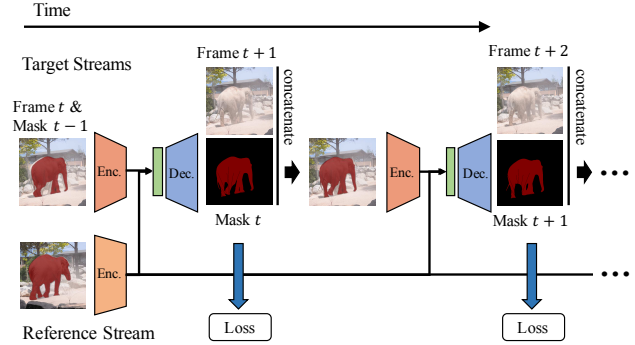 Time
Target Streams
Frame t + 1
Frame t + 2
concatenate
concatenate
Frame t &
Mask t − 1
Enc.
Dec.
Enc.
Dec.
Mask t
Mask t + 1
Enc.
Loss
Loss
Reference Stream